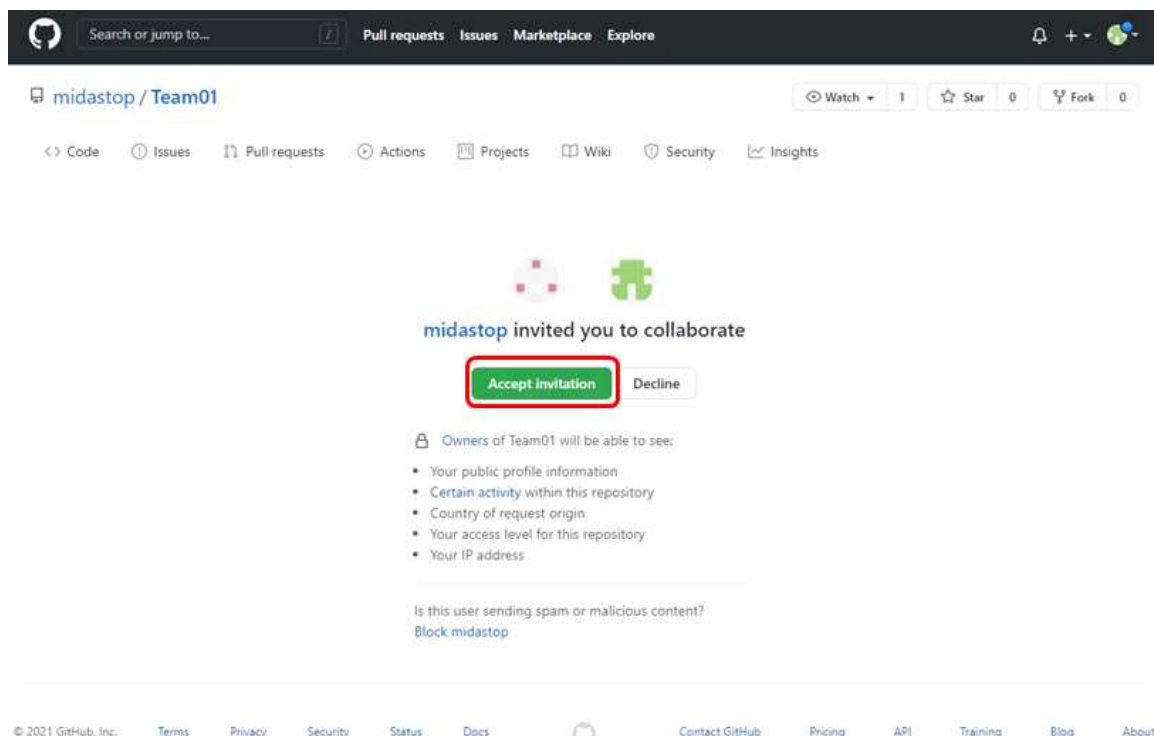 Search or jump to... / Pull requests Issues Marketplace Explore
midastop / Team01 Watch 1 Star 0 Fork 0
<> Code Issues Pull requests Actions Projects Wiki Security Insights
midastop invited you to collaborate
Accept invitation Decline
Owners of Team01 will be able to see:
• Your public profile information
• Certain activity within this repository
• Country of request origin
• Your access level for this repository
• Your IP address
Is this user sending spam or malicious content?
Block midastop
© 2021 GitHub, Inc. Terms Privacy Security Status Docs Contact GitHub Pricing API Training Blog About